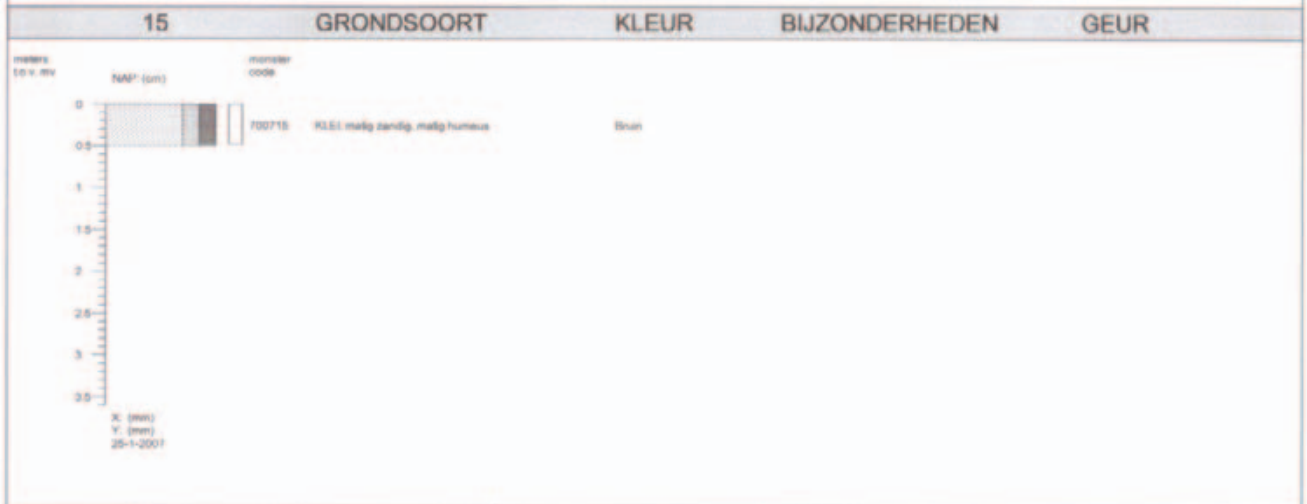 15 GRONDSOORT KLEUR BIJZONDERHEDEN GEUR
meters
t.o.v. mv
NAP: (cm)
monster
code
0
700715 KLEI: matig zandig, matig humeus Bruin
0.5
1
1.5
2
2.5
3
3.5
X: (mm)
Y: (mm)
25-1-2007